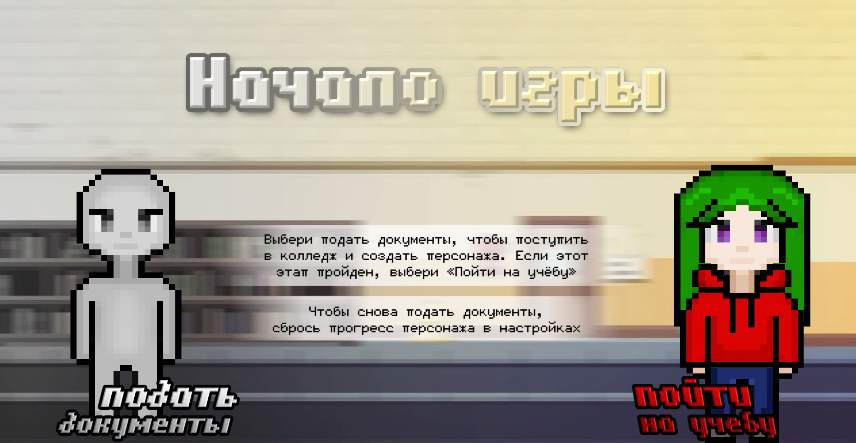 Начало игры
Выбери подать документы, чтобы поступить
в колледж и создать персонажа. Если этот
этап пройден, выбери «Пойти на учёбу»
Чтобы снова подать документы,
сбрось прогресс персонажа в настройках
подать
документы
пойти
на учебу